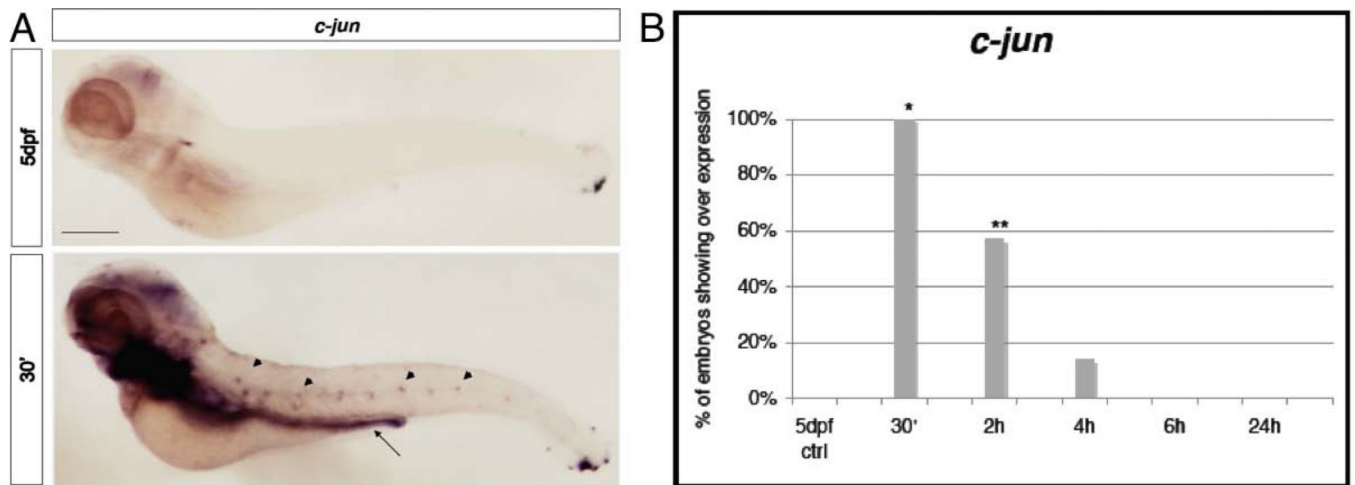 A
c-jun
5dpf
30'
B
c-jun
% of embryos showing over expression
100%
80%
60%
40%
20%
0%
*
**
5dpf ctrl
30'
2h
4h
6h
24h